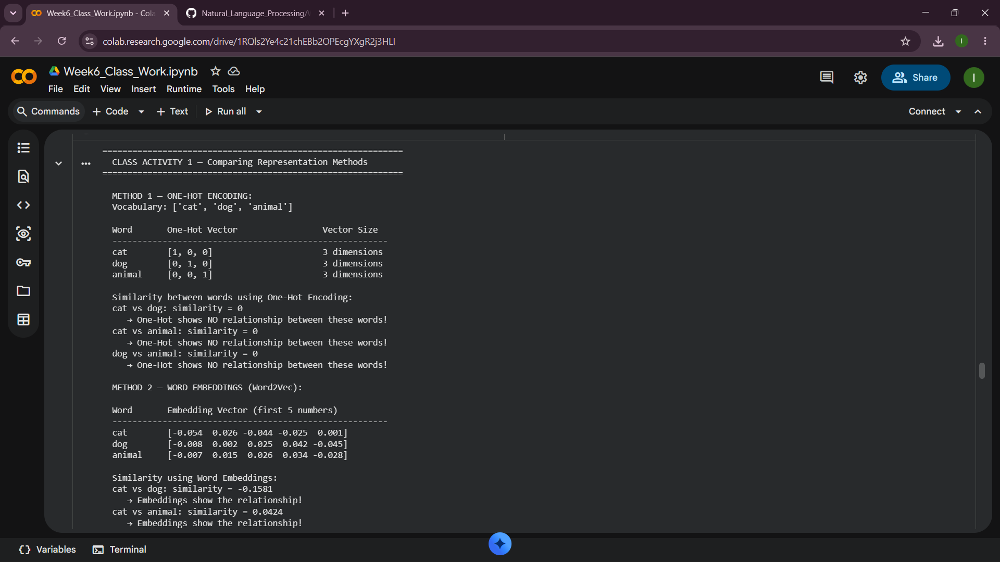 Week6_Class_Work.ipynb - Cola
Natural_Language_Processing/
colab.research.google.com/drive/1RQls2Ye4c21chEBb2OPEcgYXgR2j3HLI
I
Week6_Class_Work.ipynb
File Edit View Insert Runtime Tools Help
Share
I
Commands + Code + Text Run all
Connect
============================================================
CLASS ACTIVITY 1 — Comparing Representation Methods
============================================================
METHOD 1 — ONE-HOT ENCODING:
Vocabulary: ['cat', 'dog', 'animal']
Word One-Hot Vector Vector Size
-------------------------------------------------------
cat [1, 0, 0] 3 dimensions
dog [0, 1, 0] 3 dimensions
animal [0, 0, 1] 3 dimensions
Similarity between words using One-Hot Encoding:
cat vs dog: similarity = 0
→ One-Hot shows NO relationship between these words!
cat vs animal: similarity = 0
→ One-Hot shows NO relationship between these words!
dog vs animal: similarity = 0
→ One-Hot shows NO relationship between these words!
METHOD 2 — WORD EMBEDDINGS (Word2Vec):
Word Embedding Vector (first 5 numbers)
-------------------------------------------------------
cat [-0.054 0.026 -0.044 -0.025 0.001]
dog [-0.008 0.002 0.025 0.042 -0.045]
animal [-0.007 0.015 0.026 0.034 -0.028]
Similarity using Word Embeddings:
cat vs dog: similarity = -0.1581
→ Embeddings show the relationship!
cat vs animal: similarity = 0.0424
→ Embeddings show the relationship!
Variables Terminal